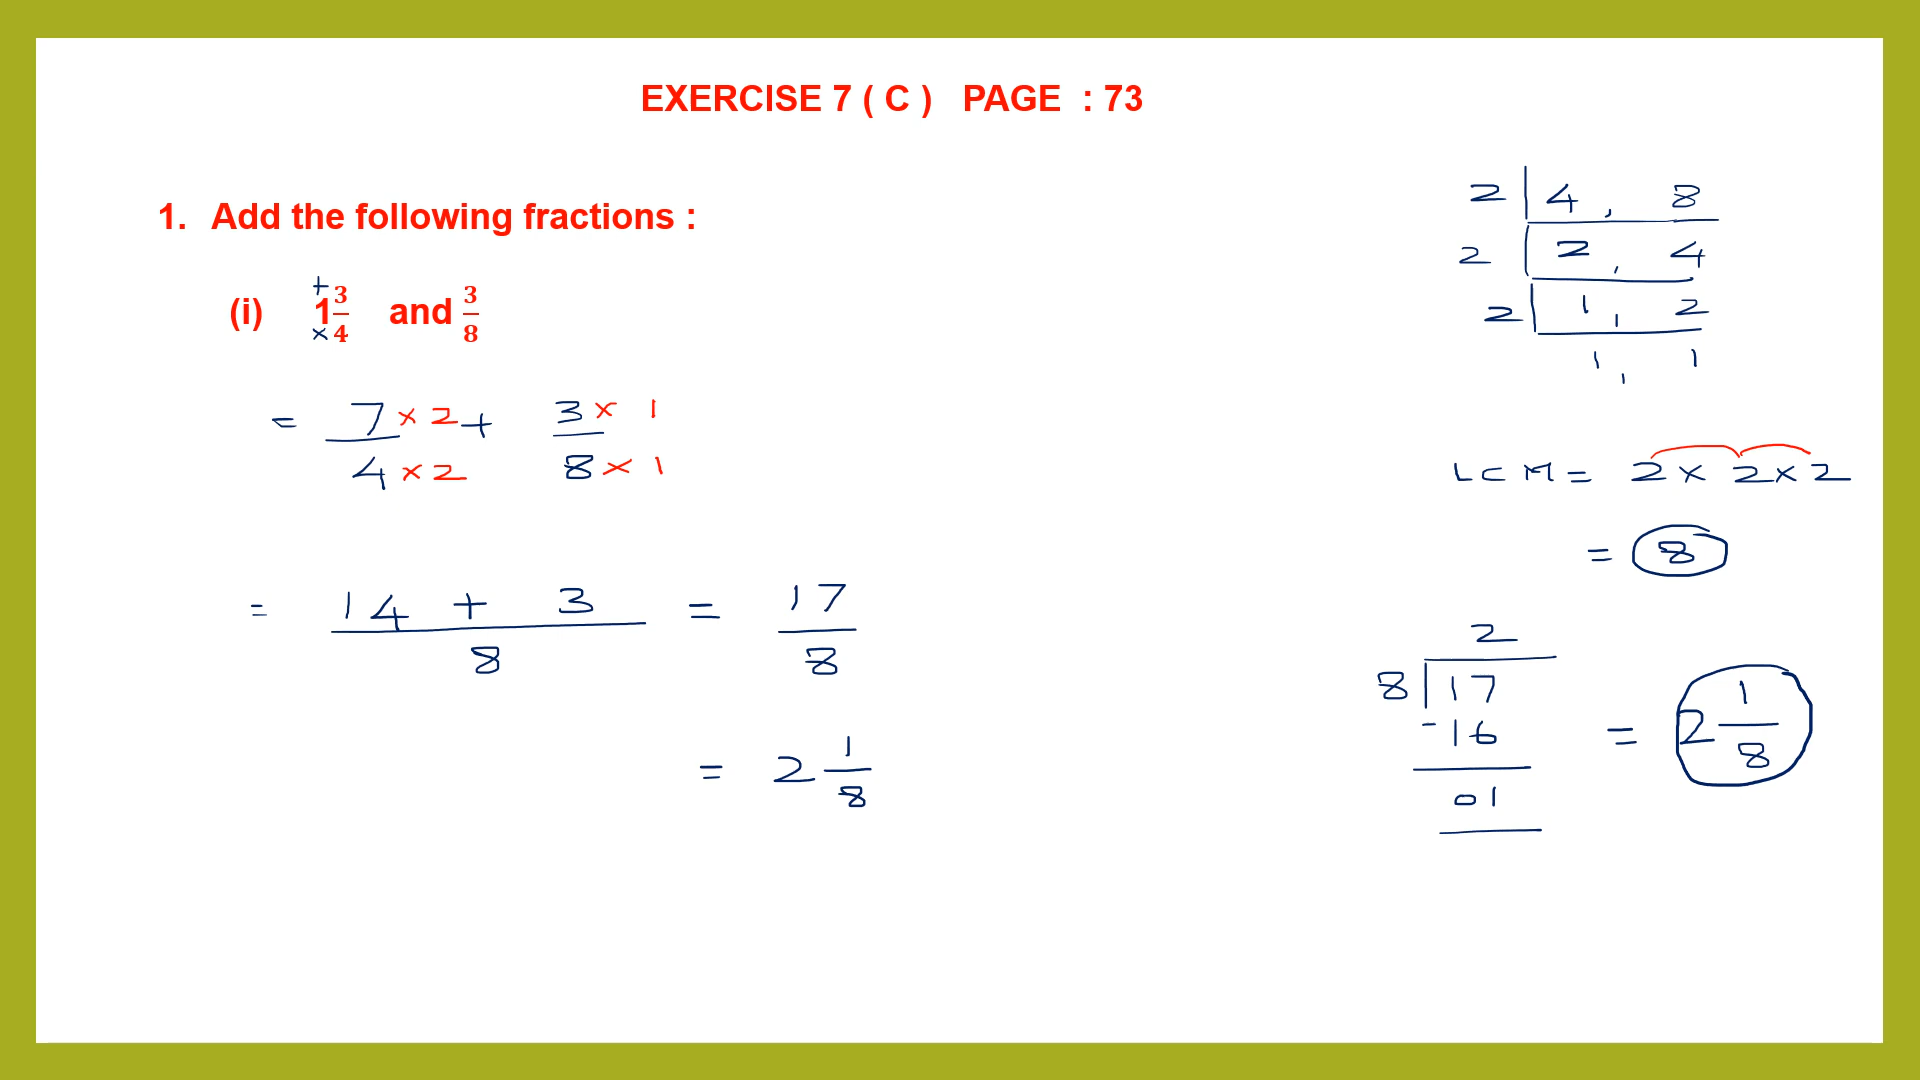 EXERCISE 7 ( C ) PAGE : 73
1. Add the following fractions :
(i) 1 3/4 and 3/8
+
×
= 7 × 2 / 4 × 2 + 3 × 1 / 8 × 1
= 14 + 3 / 8 = 17 / 8
= 2 1/8
2 | 4 , 8
2 | 2 , 4
2 | 1 , 2
1 , 1
LCM = 2 × 2 × 2
= 8
2
8 | 17
- 16
01
= 2 1/8